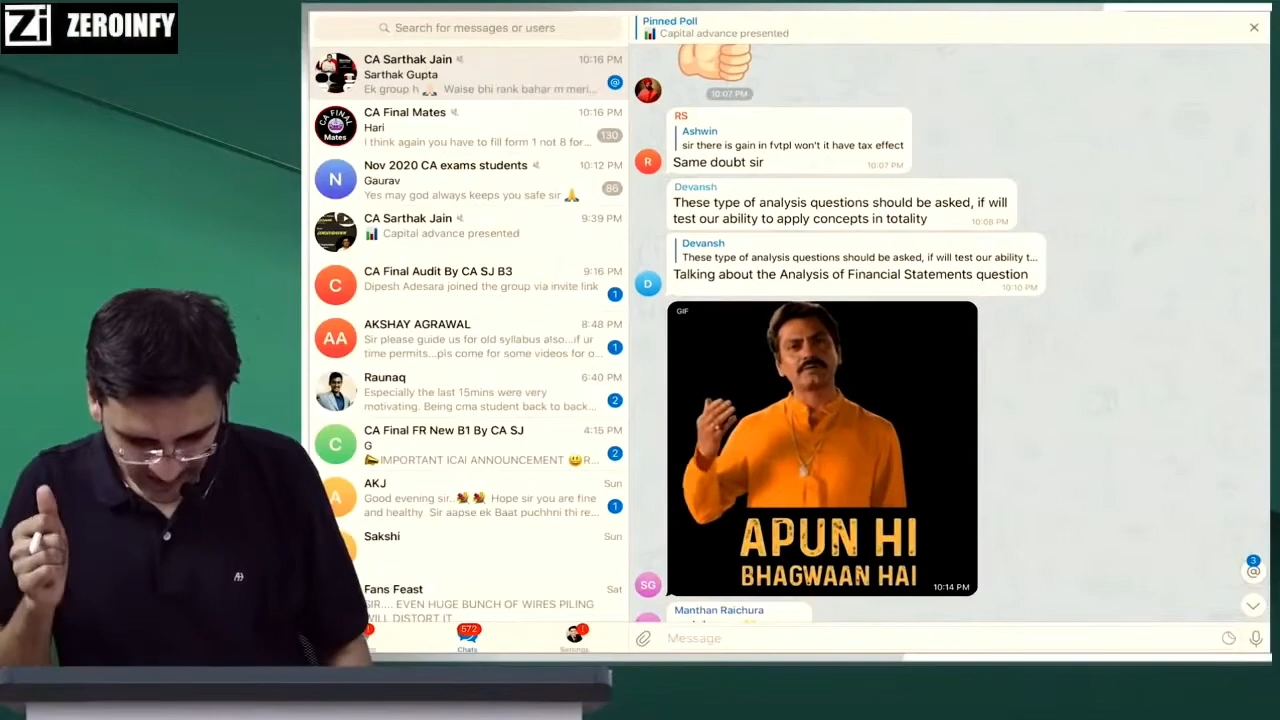 Zi ZEROINFY
Search for messages or users
CA Sarthak Jain 10:16 PM
Sarthak Gupta
Ek group h 🙏🏻 Waise bhi rank bahar m meri... @
CA FINAL Mates
CA Final Mates 10:16 PM
Hari
I think again you have to fill form 1 not 8 for... 130
N
Nov 2020 CA exams students 10:12 PM
Gaurav
Yes may god always keeps you safe sir 🙏 86
CA Sarthak Jain 9:39 PM
📊 Capital advance presented
C
CA Final Audit By CA SJ B3 9:16 PM
Dipesh Adesara joined the group via invite link 1
AA
AKSHAY AGRAWAL 8:48 PM
Sir please guide us for old syllabus also...if ur
time permits...pls come for some videos for o... 1
Raunaq 6:40 PM
Especially the last 15mins were very
motivating. Being cma student back to back... 2
C
CA Final FR New B1 By CA SJ 4:15 PM
G
📣IMPORTANT ICAI ANNOUNCEMENT 😃R... 2
A
AKJ Sun
Good evening sir..💐💐 Hope sir you are fine
and healthy Sir aapse ek Baat puchhni thi re... 1
Sakshi Sun
Fans Feast Sat
SIR.... EVEN HUGE BUNCH OF WIRES PILING
WILL DISTORT IT
572
Chats
Settings
Pinned Poll
📊 Capital advance presented
10:07 PM
RS
Ashwin
sir there is gain in fvtpl won't it have tax effect
R
Same doubt sir 10:07 PM
Devansh
These type of analysis questions should be asked, if will
test our ability to apply concepts in totality 10:08 PM
Devansh
These type of analysis questions should be asked, if will our ability t...
D
Talking about the Analysis of Financial Statements question
10:10 PM
GIF
APUN HI
BHAGWAAN HAI
10:14 PM
SG
3
@
Manthan Raichura
Message